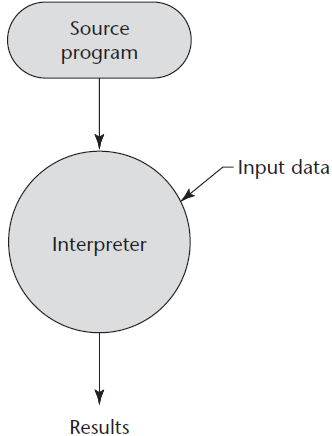 Source
program
Input data
Interpreter
Results